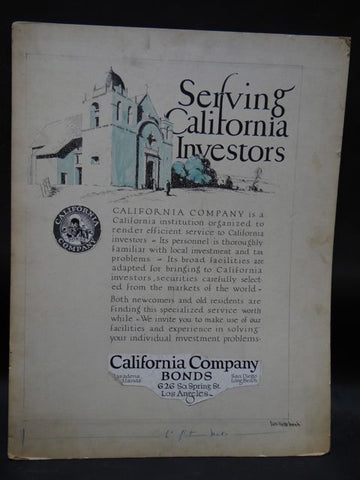 Serving
California
Investors
CALIFORNIA
COMPANY
CALIFORNIA COMPANY is a
California institution organized to
render efficient service to California
investors - Its personnel is thoroughly
familiar with local investment and tax
problems - Its broad facilities are
adapted for bringing to California
investors, securities carefully select-
ed from the markets of the world -
Both newcomers and old residents are
finding this specialized service worth
while - We invite you to make use of our
facilities and experience in solving
your individual investment problems-
California Company
BONDS
Pasadena
San Diego
Long Beach
626 So. Spring St.
Los Angeles